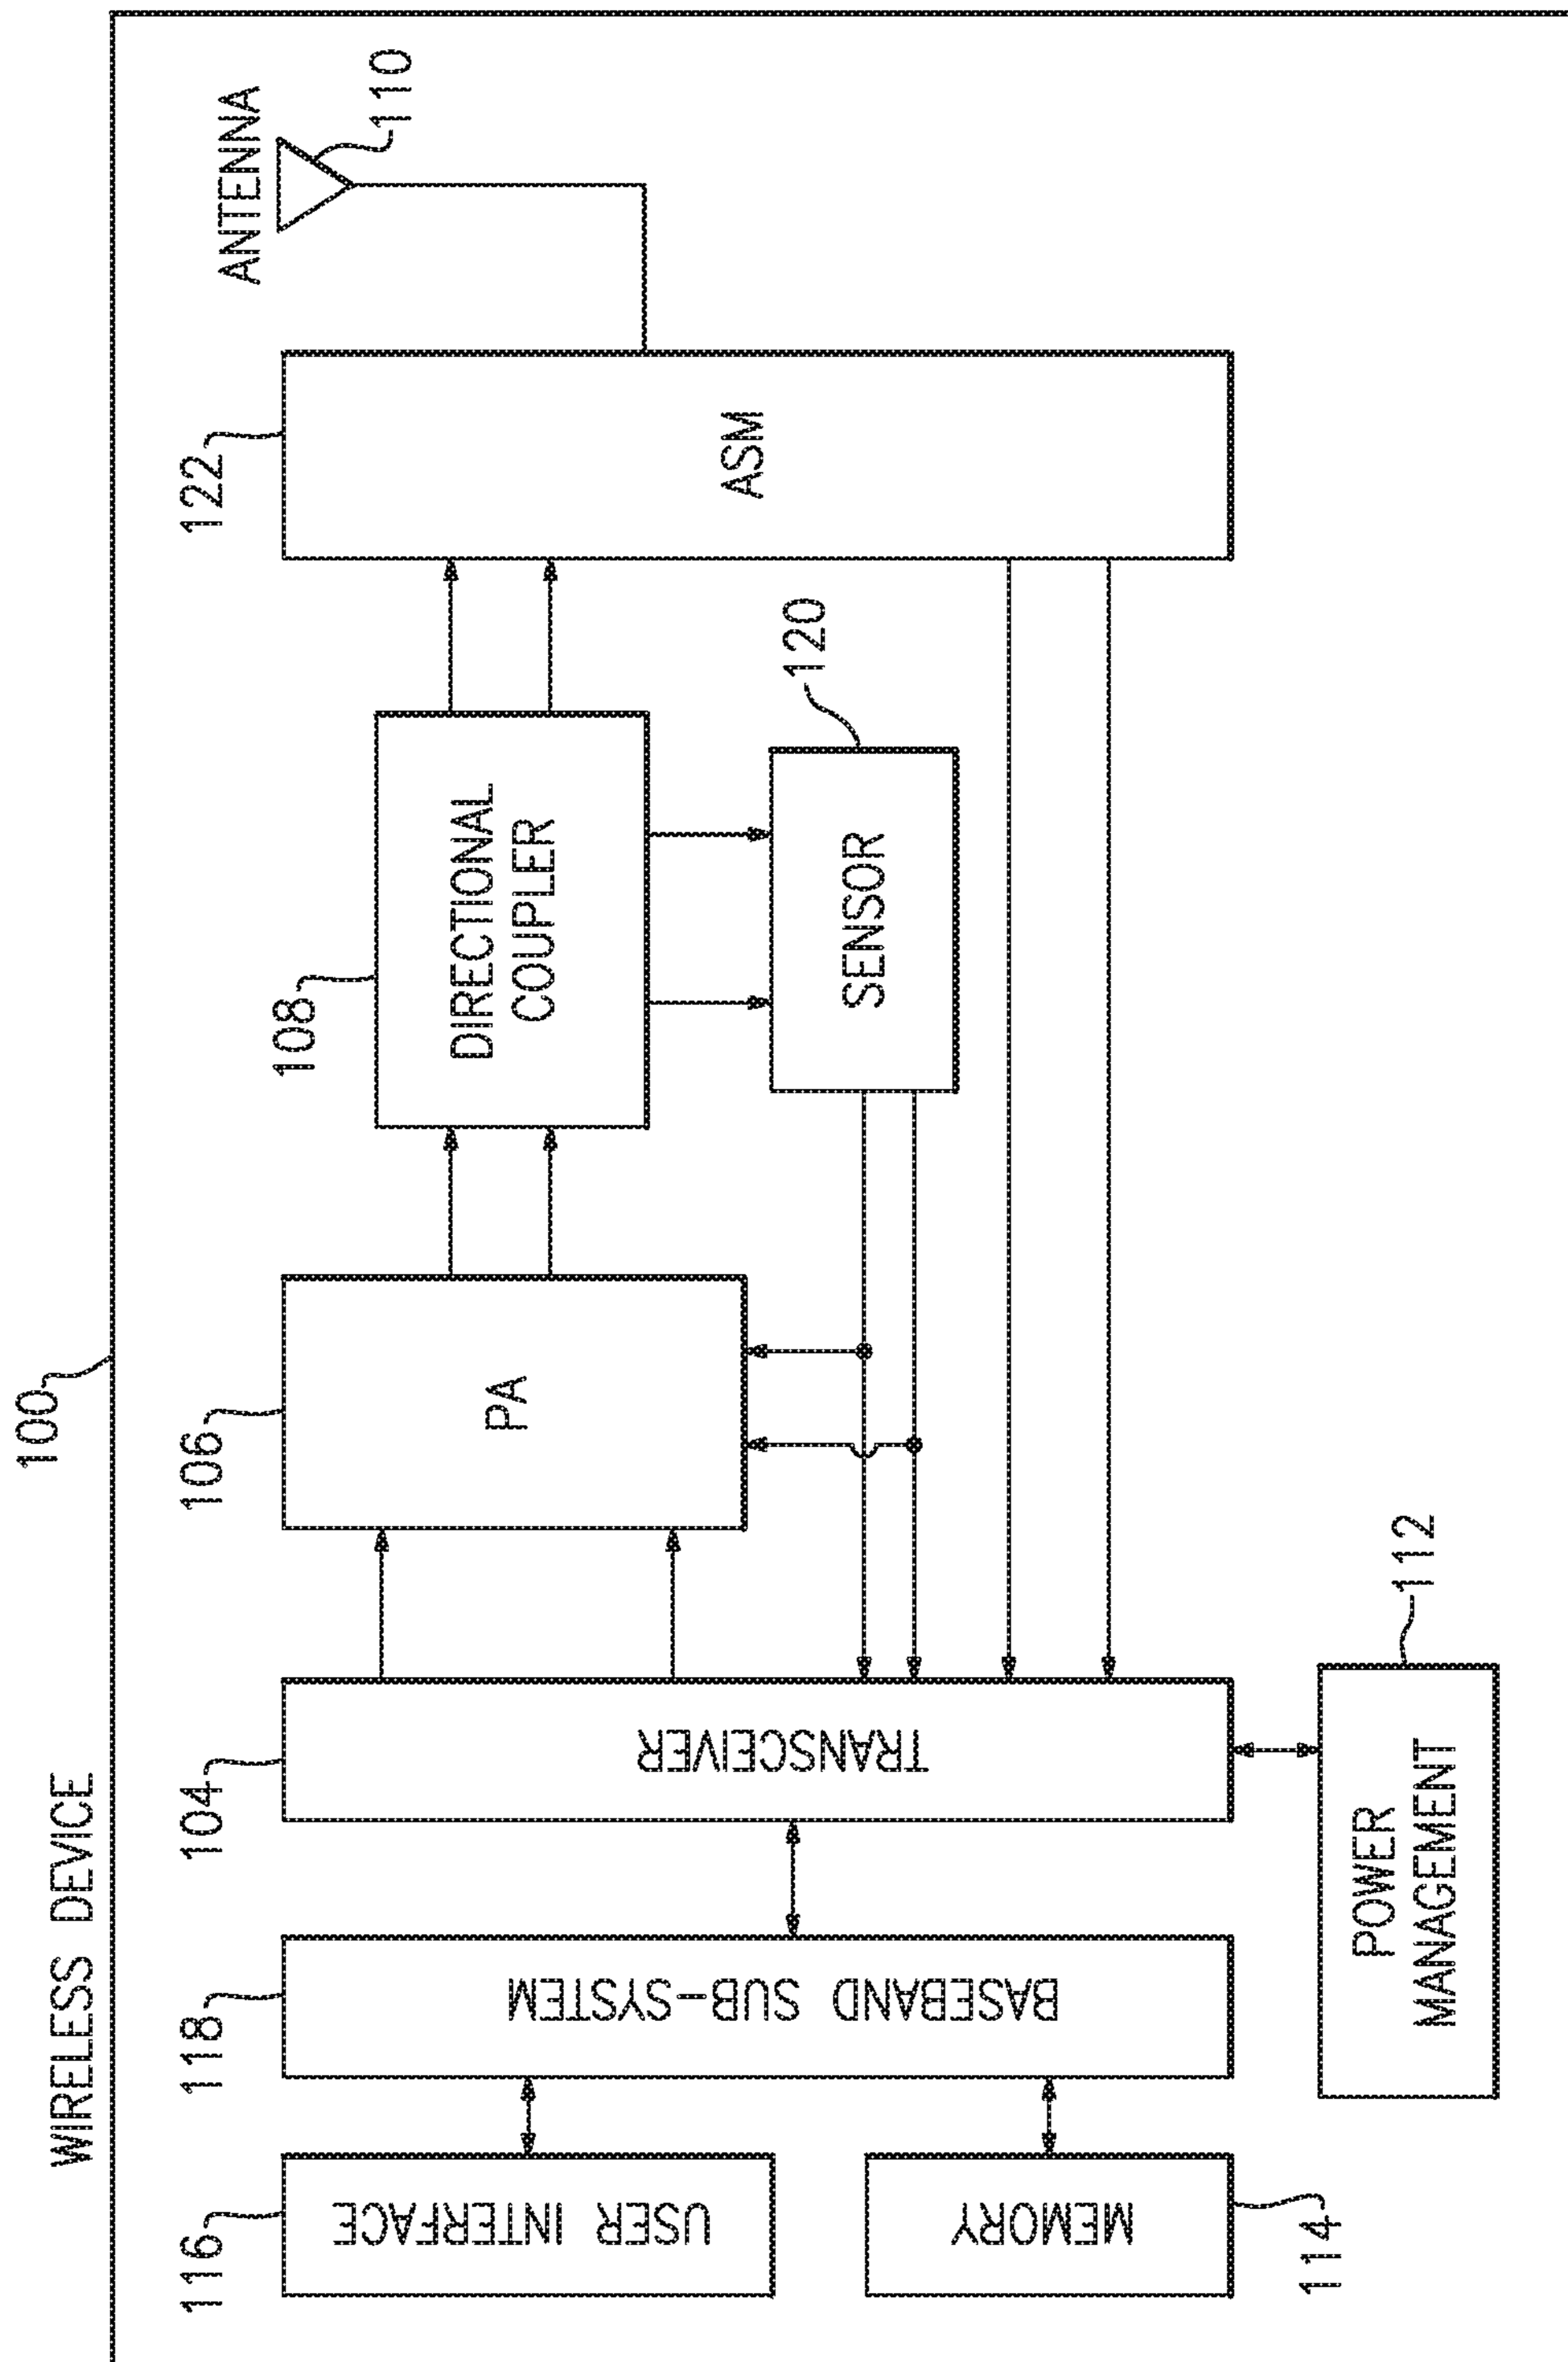 WIRELESS DEVICE
100
116
USER INTERFACE
MEMORY
114
118
BASEBAND SUB-SYSTEM
104
TRANSCEIVER
POWER
MANAGEMENT
112
106
PA
108
DIRECTIONAL
COUPLER
SENSOR
120
122
ASM
ANTENNA
110